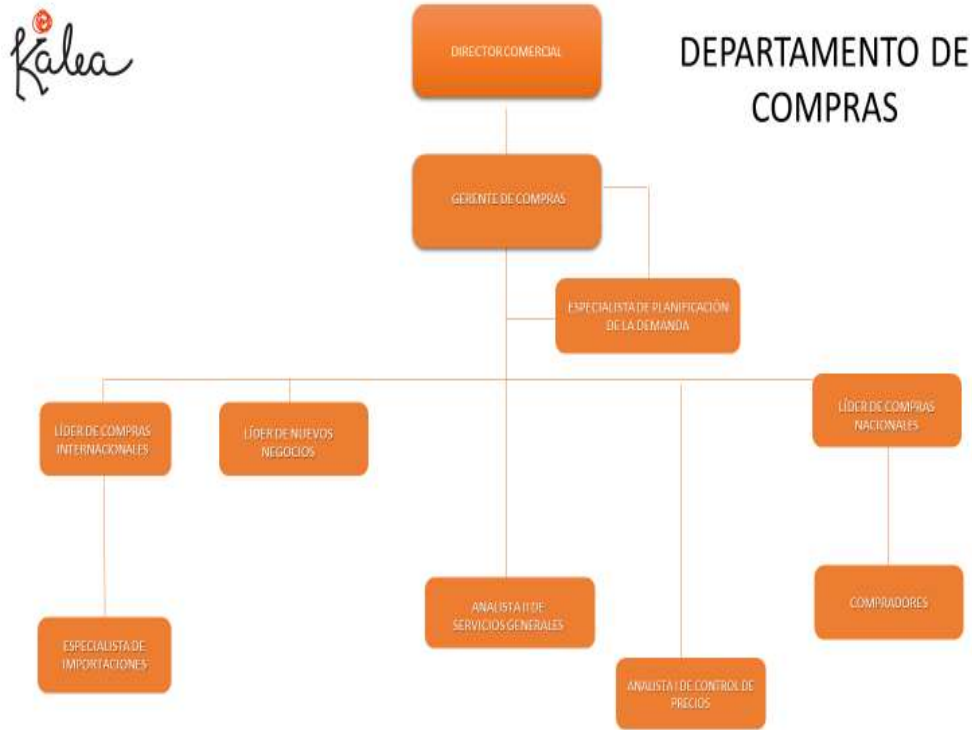 Kalea
DEPARTAMENTO DE
COMPRAS
DIRECTOR COMERCIAL
GERENTE DE COMPRAS
ESPECIALISTA DE PLANIFICACIÓN
DE LA DEMANDA
LÍDER DE COMPRAS
INTERNACIONALES
LÍDER DE NUEVOS
NEGOCIOS
LÍDER DE COMPRAS
NACIONALES
ANALISTA II DE
SERVICIOS GENERALES
COMPRADORES
ESPECIALISTA DE
IMPORTACIONES
ANALISTA I DE CONTROL DE
PRECIOS